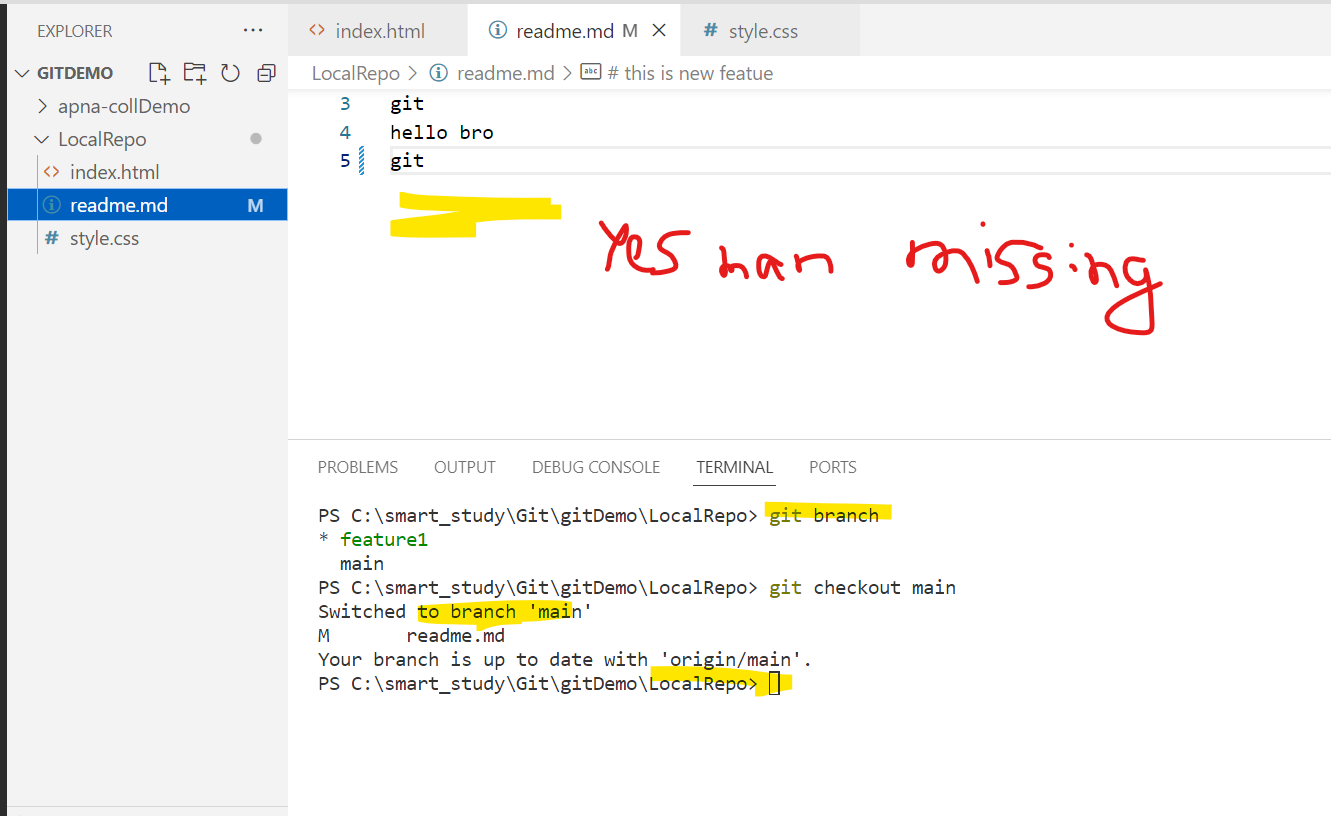 EXPLORER ...
index.html
readme.md M
style.css
GITDEMO
LocalRepo > readme.md > # this is new featue
apna-collDemo
LocalRepo
index.html
readme.md M
style.css
3 git
4 hello bro
5 git
Yes man missing
PROBLEMS OUTPUT DEBUG CONSOLE TERMINAL PORTS
PS C:\smart_study\Git\gitDemo\LocalRepo> git branch
* feature1
main
PS C:\smart_study\Git\gitDemo\LocalRepo> git checkout main
Switched to branch 'main'
M readme.md
Your branch is up to date with 'origin/main'.
PS C:\smart_study\Git\gitDemo\LocalRepo>